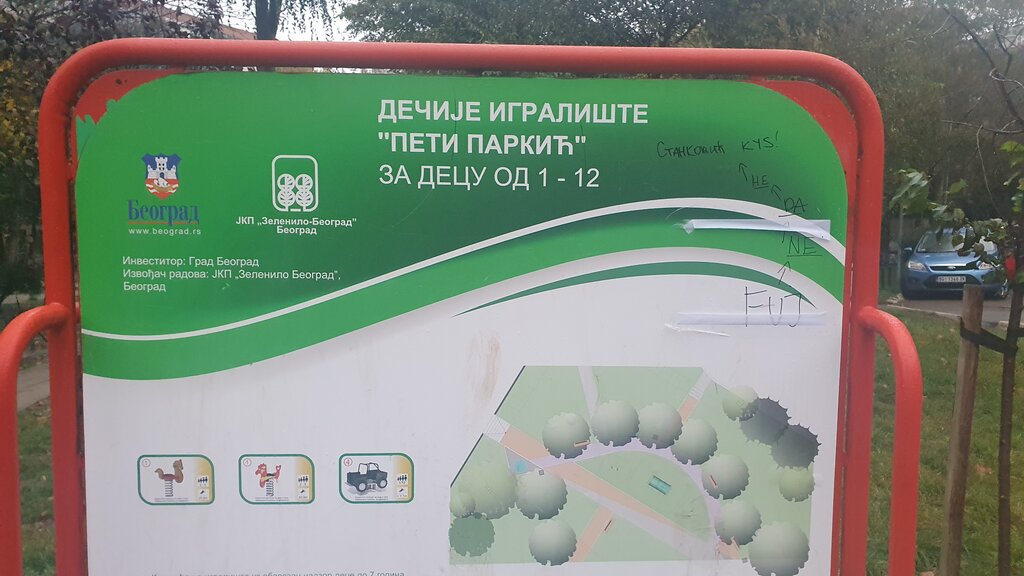 ДЕЧИЈЕ ИГРАЛИШТЕ
"ПЕТИ ПАРКИЋ"
ЗА ДЕЦУ ОД 1 - 12
Станковић KYS!
НЕ
DA
NE
FUJ
Београд
www.beograd.rs
ЈКП „Зеленило-Београд"
Београд
Инвеститор: Град Београд
Извођач радова: ЈКП „Зеленило Београд",
Београд